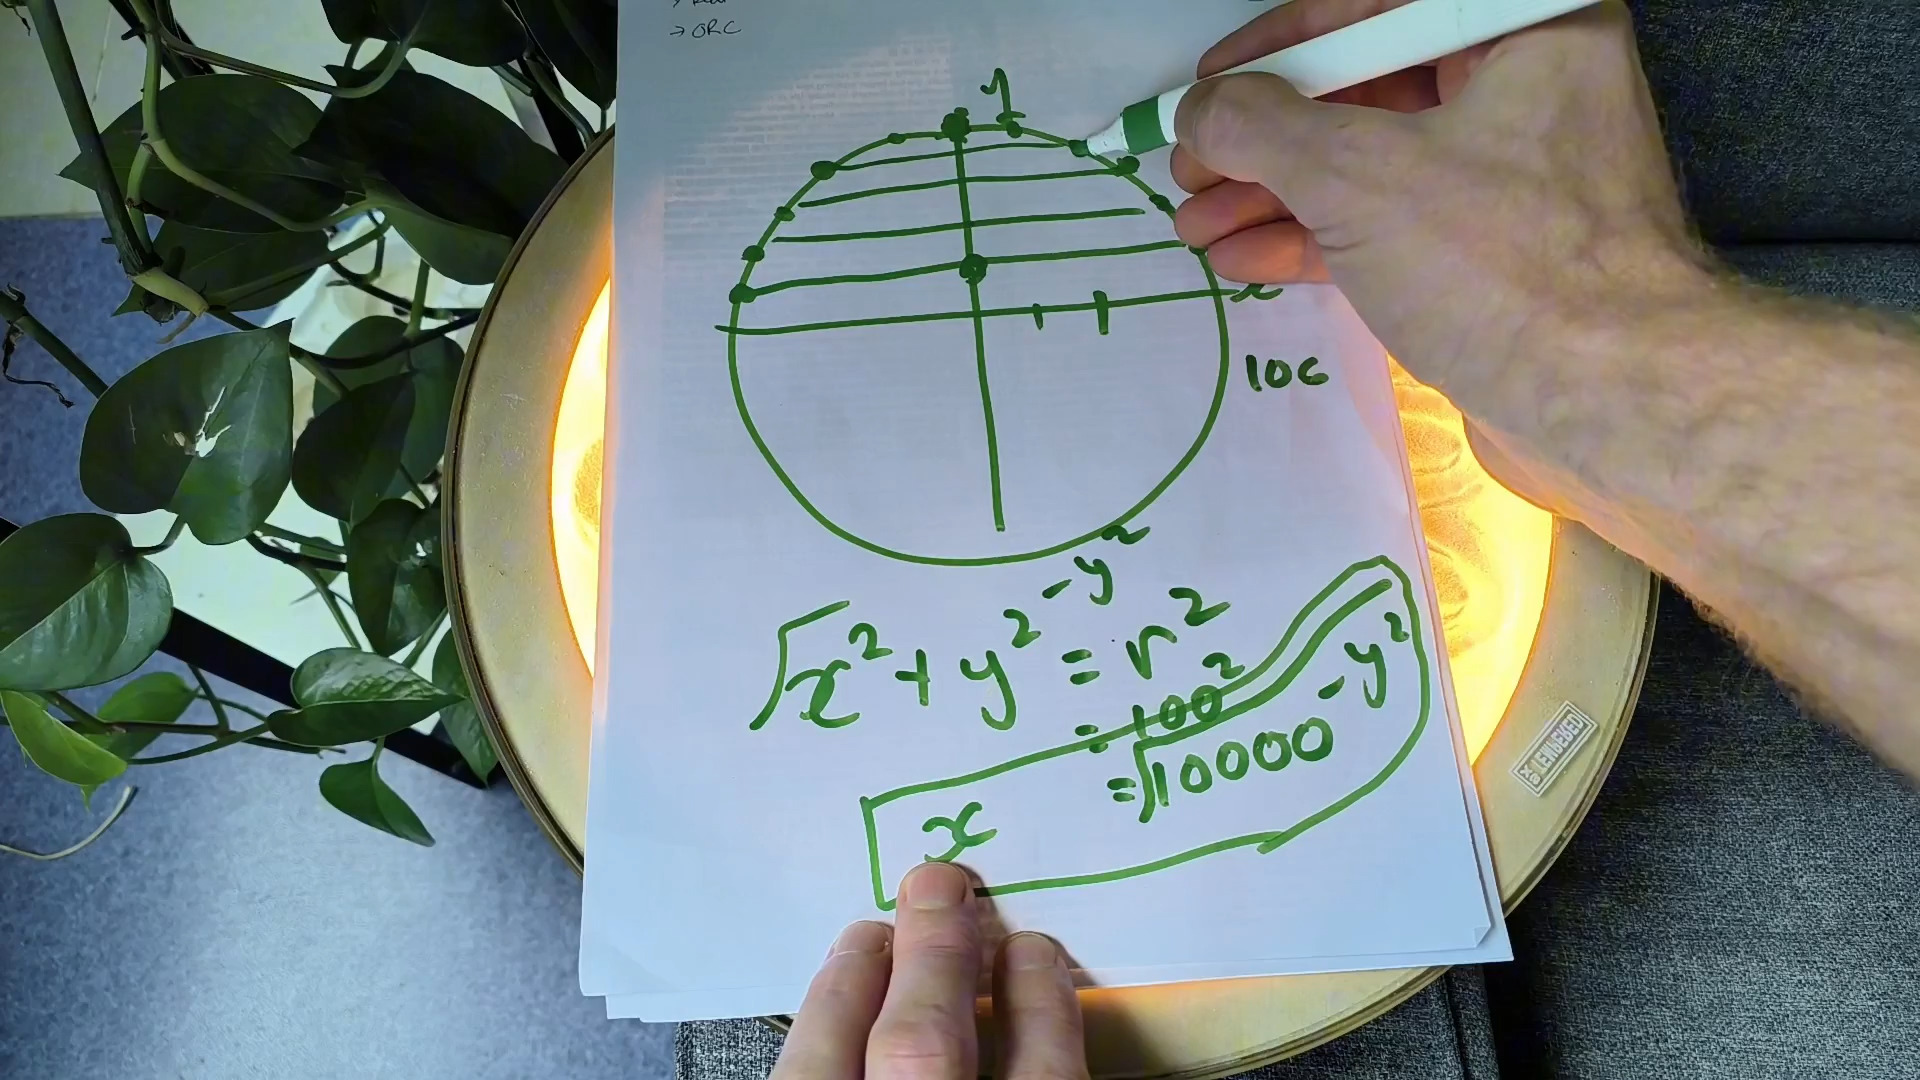 → ORC
y
x
100
- y²
√x² + y² = r²
= 100²
x = √10000 - y²